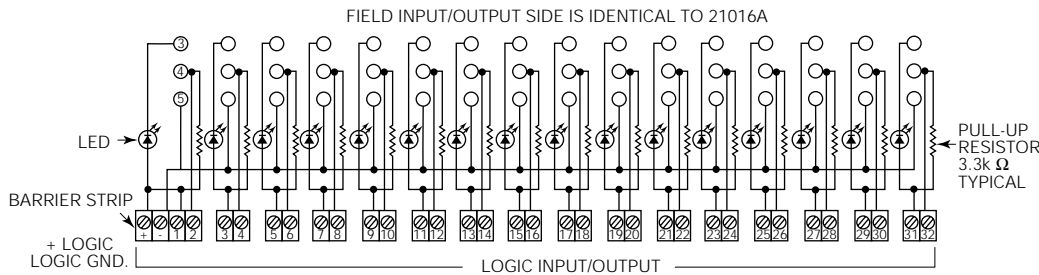 FIELD INPUT/OUTPUT SIDE IS IDENTICAL TO 21016A
3
4
5
LED
PULL-UP
RESISTOR
3.3k Ω
TYPICAL
BARRIER STRIP
+ - 1 2 3 4 5 6 7 8 9 10 11 12 13 14 15 16 17 18 19 20 21 22 23 24 25 26 27 28 29 30 31 32
+ LOGIC
LOGIC GND.
LOGIC INPUT/OUTPUT